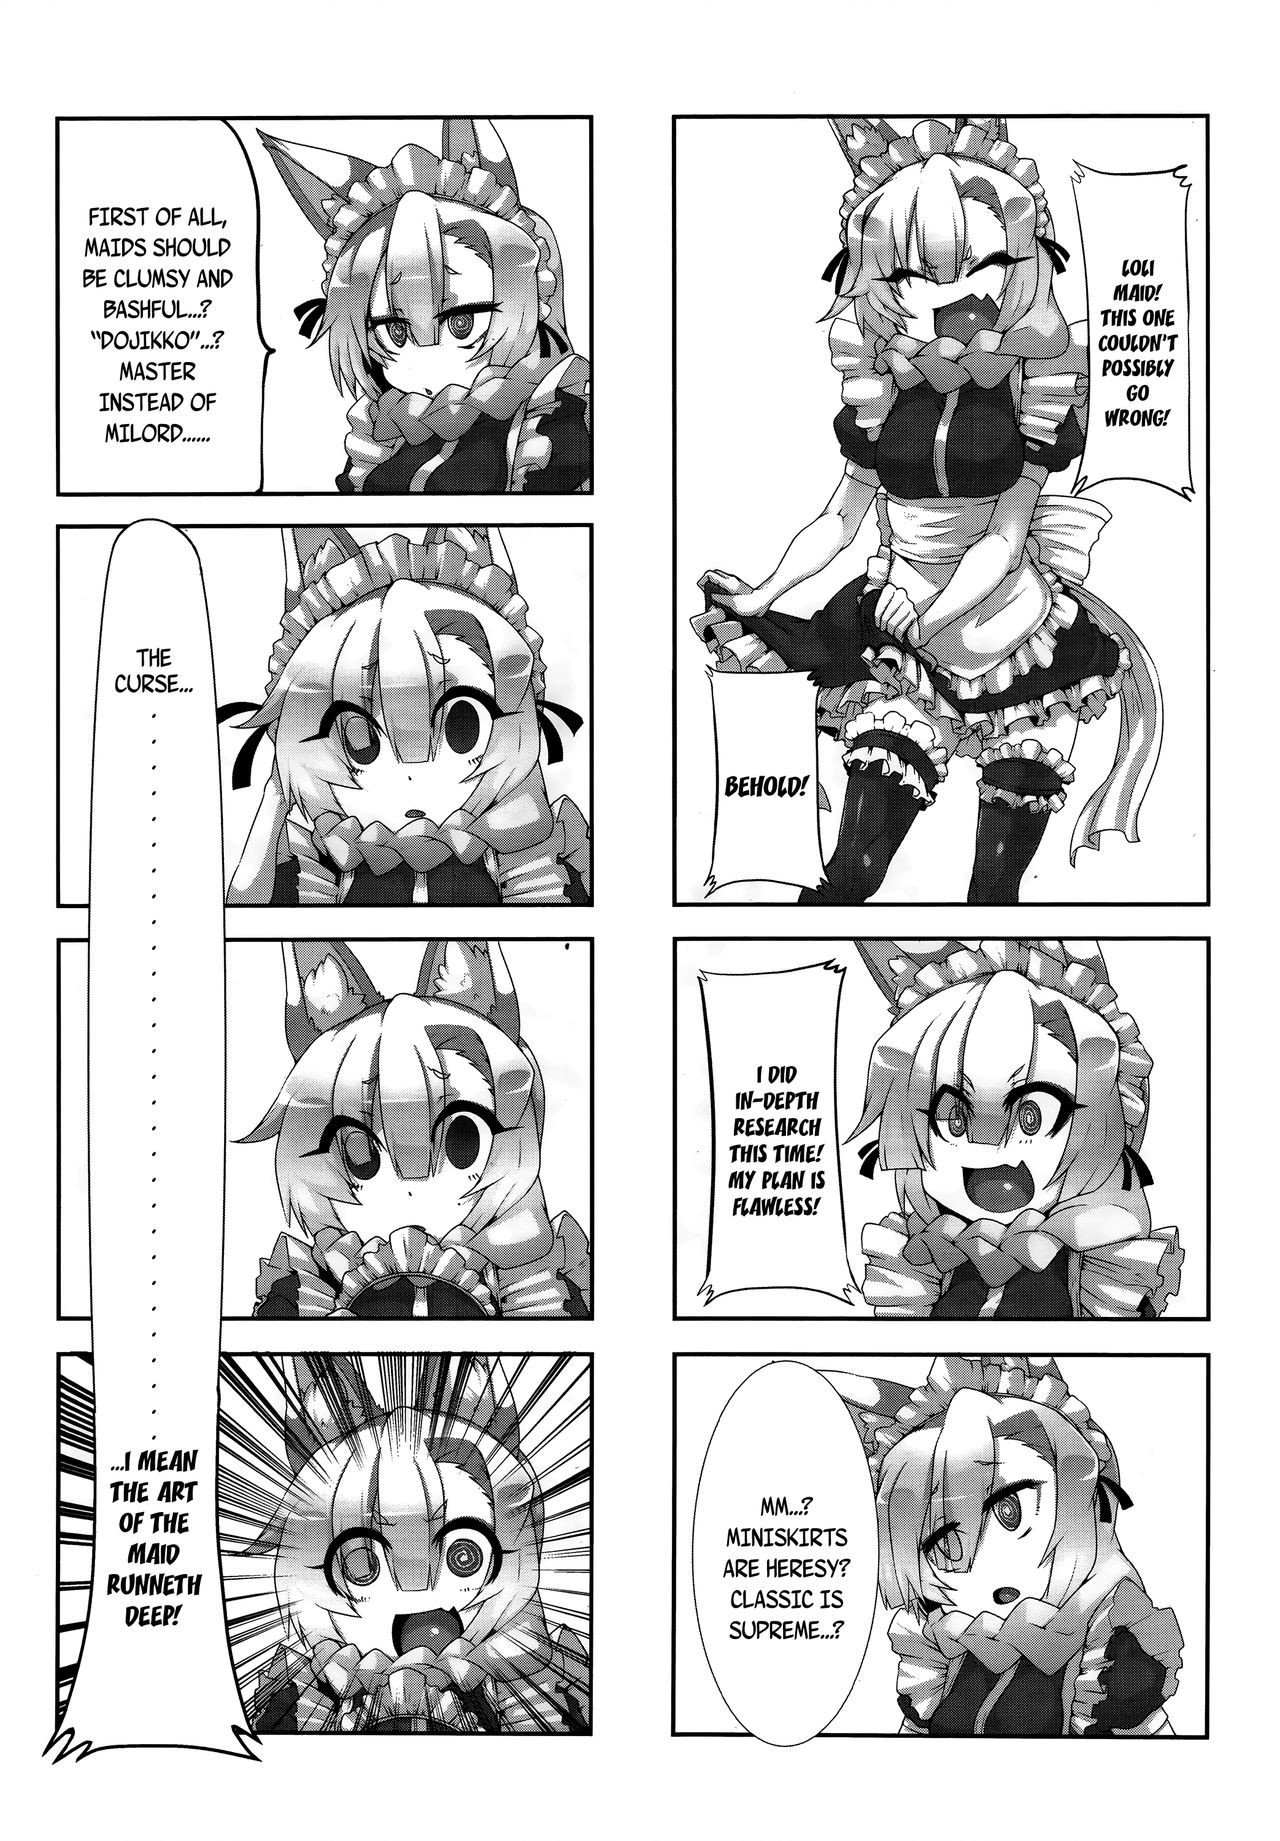 LOLI
MAID!
THIS ONE
COULDN'T
POSSIBLY
GO
WRONG!
BEHOLD!
I DID
IN-DEPTH
RESEARCH
THIS TIME!
MY PLAN IS
FLAWLESS!
MM...?
MINISKIRTS
ARE HERESY?
CLASSIC IS
SUPREME...?
FIRST OF ALL,
MAIDS SHOULD
BE CLUMSY AND
BASHFUL...?
"DOJIKKO"...?
MASTER
INSTEAD OF
MILORD......
THE
CURSE...
...I MEAN
THE ART
OF THE
MAID
RUNNETH
DEEP!